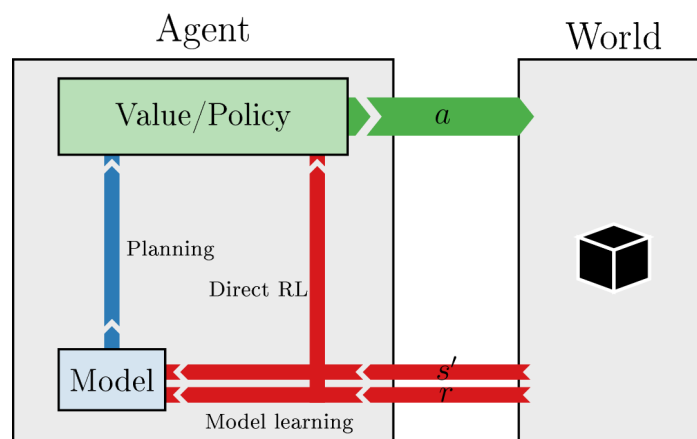 Agent
World
Value/Policy
a
Planning
Direct RL
s′
Model
r
Model learning